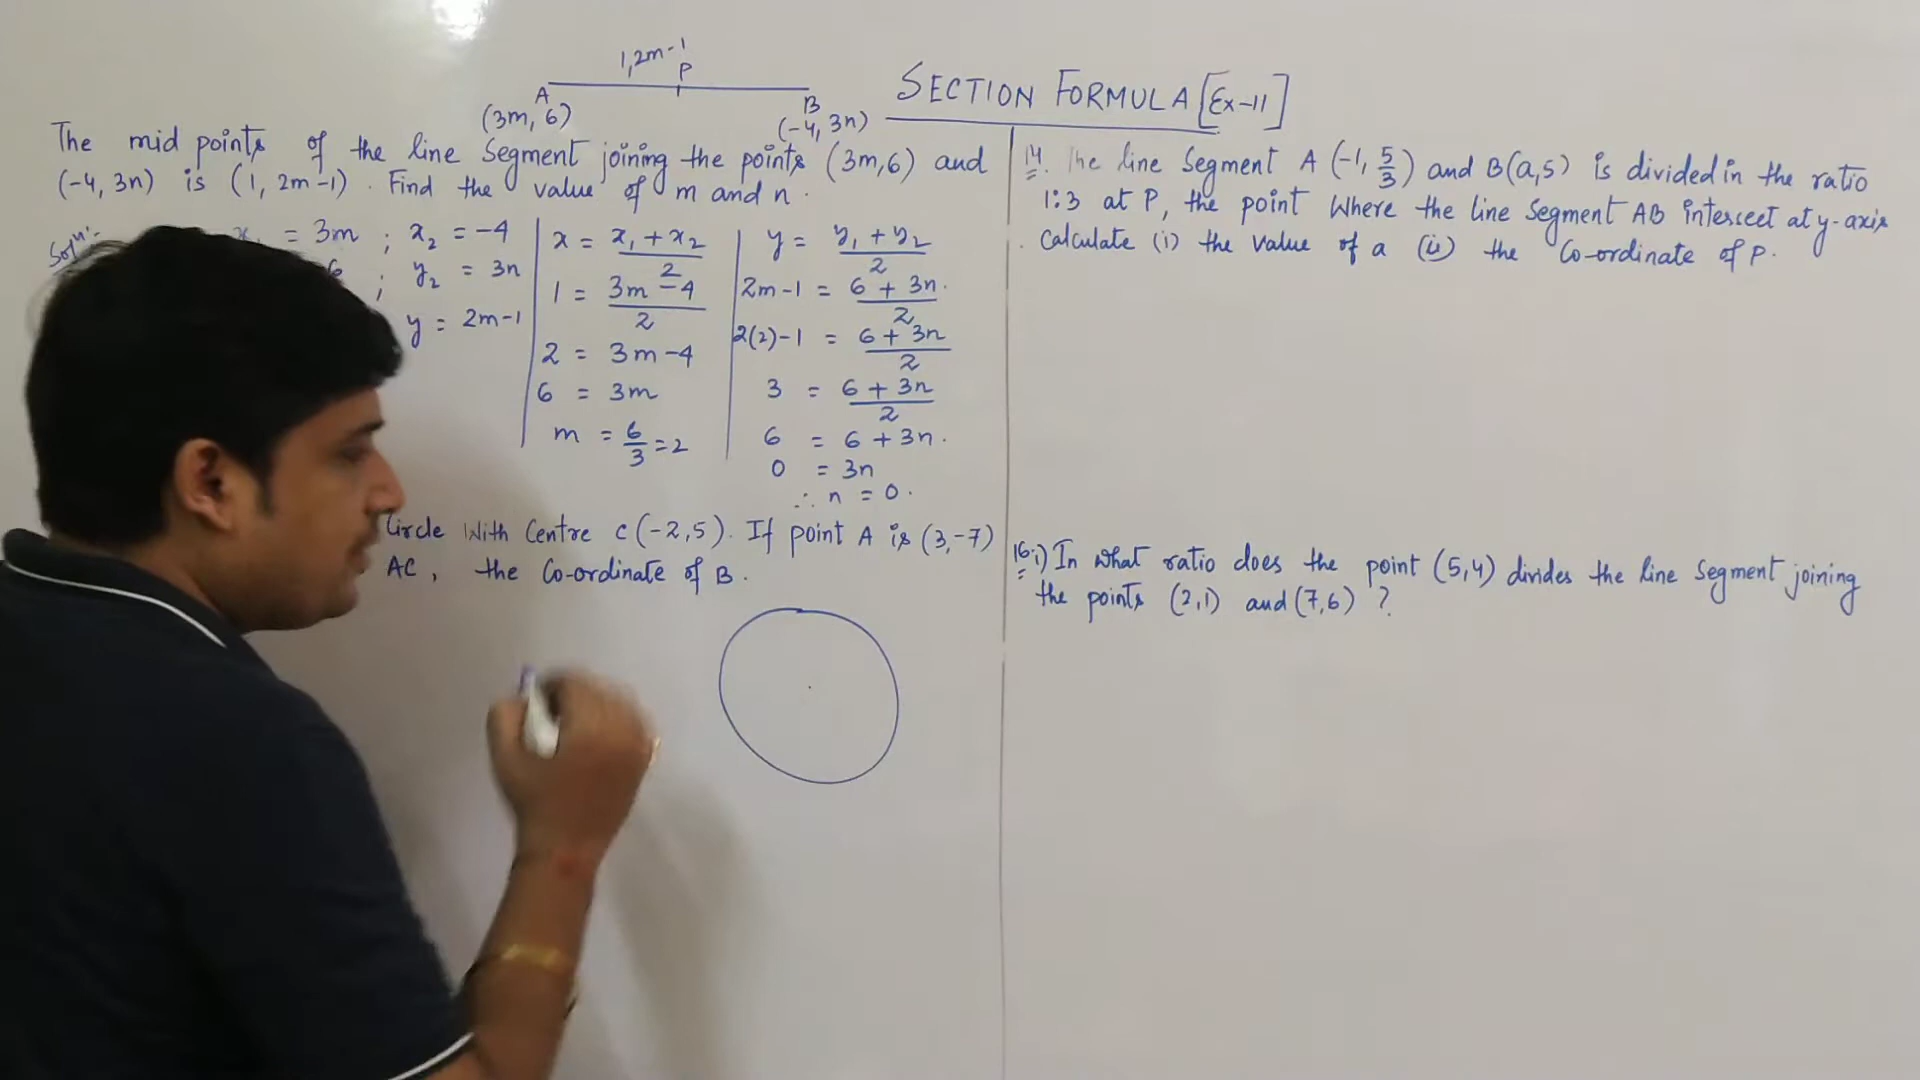 SECTION FORMULA [Ex-11]
1, 2m-1
P
A
B
(3m, 6)
(-4, 3n)
The mid points of the line Segment joining the points (3m,6) and
(-4, 3n) is (1, 2m-1). Find the value of m and n.
Solⁿ:-
x₁ = 3m ; x₂ = -4
6 ; y₂ = 3n
y = 2m-1
x = x₁ + x₂ / 2
1 = 3m - 4 / 2
2 = 3m - 4
6 = 3m
m = 6/3 = 2
y = y₁ + y₂ / 2
2m-1 = 6 + 3n / 2
2(2)-1 = 6 + 3n / 2
3 = 6 + 3n / 2
6 = 6 + 3n.
0 = 3n
∴ n = 0.
Circle With Centre C(-2,5). If point A is (3,-7)
AC, the Co-ordinate of B.
14. The line Segment A (-1, 5/3) and B(a,5) is divided in the ratio
1:3 at P, the point Where the line Segment AB intersect at y-axis
Calculate (i) the value of a (ii) the Co-ordinate of P.
16.i) In what ratio does the point (5,4) divides the line Segment joining
the points (2,1) and (7,6) ?